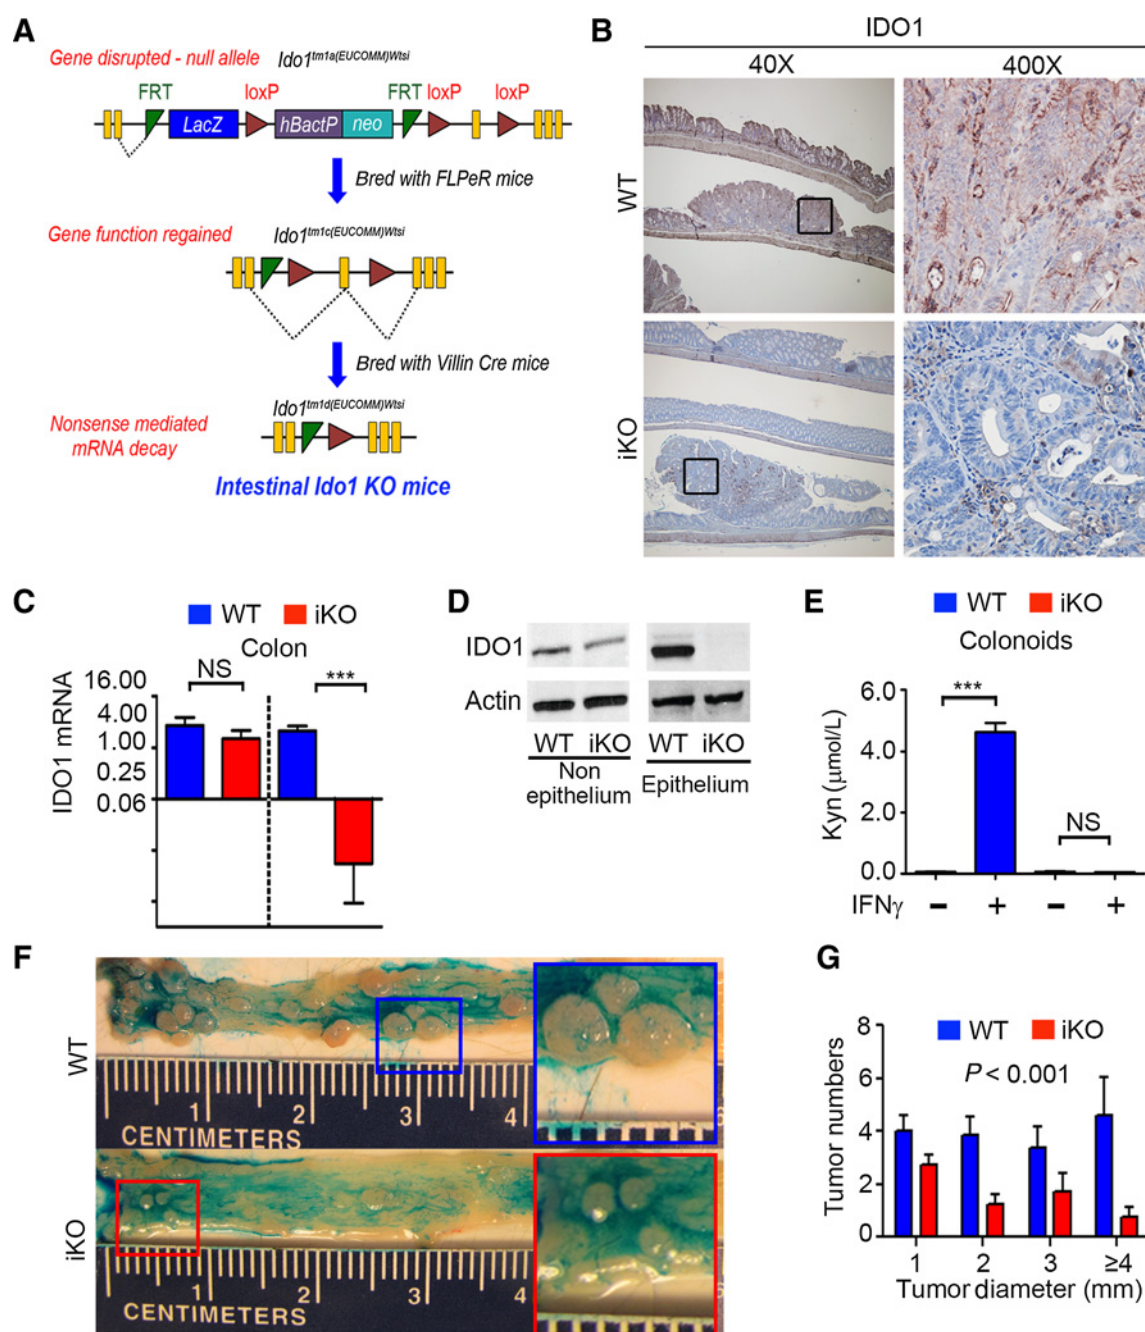 A
Gene disrupted - null allele Ido1tm1a(EUCOMM)Wtsi
FRT loxP FRT loxP loxP
LacZ hBactP neo
Bred with FLPeR mice
Gene function regained Ido1tm1c(EUCOMM)Wtsi
Bred with Villin Cre mice
Nonsense mediated
mRNA decay
Ido1tm1d(EUCOMM)Wtsi
Intestinal Ido1 KO mice
B
IDO1
40X 400X
WT
iKO
C
WT iKO
Colon
IDO1 mRNA
16.00
4.00
1.00
0.25
0.06
NS ***
D
IDO1
Actin
WT iKO WT iKO
Non
epithelium
Epithelium
E
WT iKO
Colonoids
Kyn (μmol/L)
6.0
4.0
2.0
0.0
*** NS
IFNγ − + − +
F
WT
1 2 3 4
CENTIMETERS
iKO
1 2 3 4
CENTIMETERS
G
WT iKO
P < 0.001
Tumor numbers
8
6
4
2
0
1 2 3 ≥4
Tumor diameter (mm)